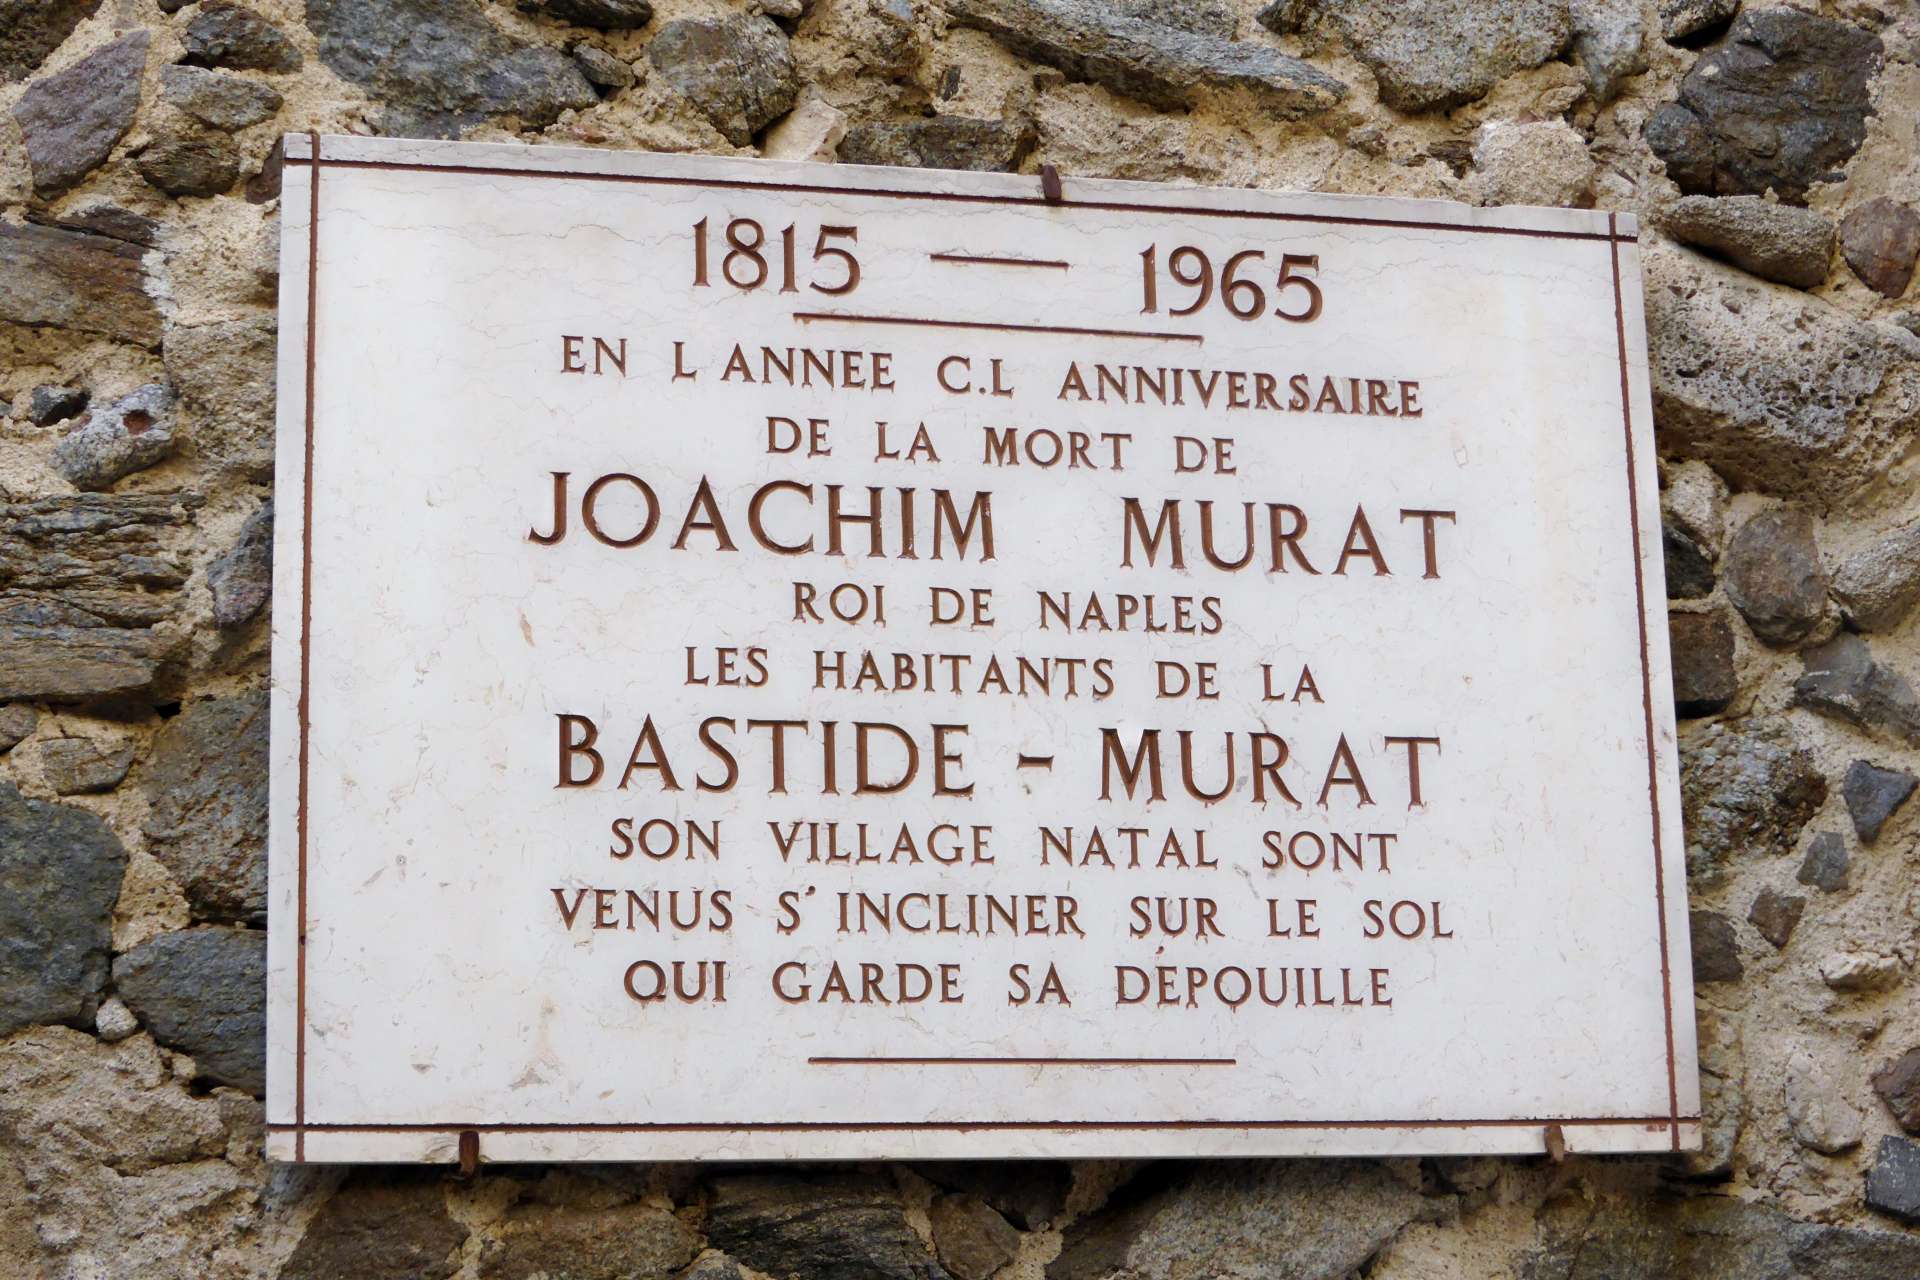 1815 — 1965
EN L ANNEE C.L ANNIVERSAIRE
DE LA MORT DE
JOACHIM MURAT
ROI DE NAPLES
LES HABITANTS DE LA
BASTIDE - MURAT
SON VILLAGE NATAL SONT
VENUS S'INCLINER SUR LE SOL
QUI GARDE SA DÉPOUILLE